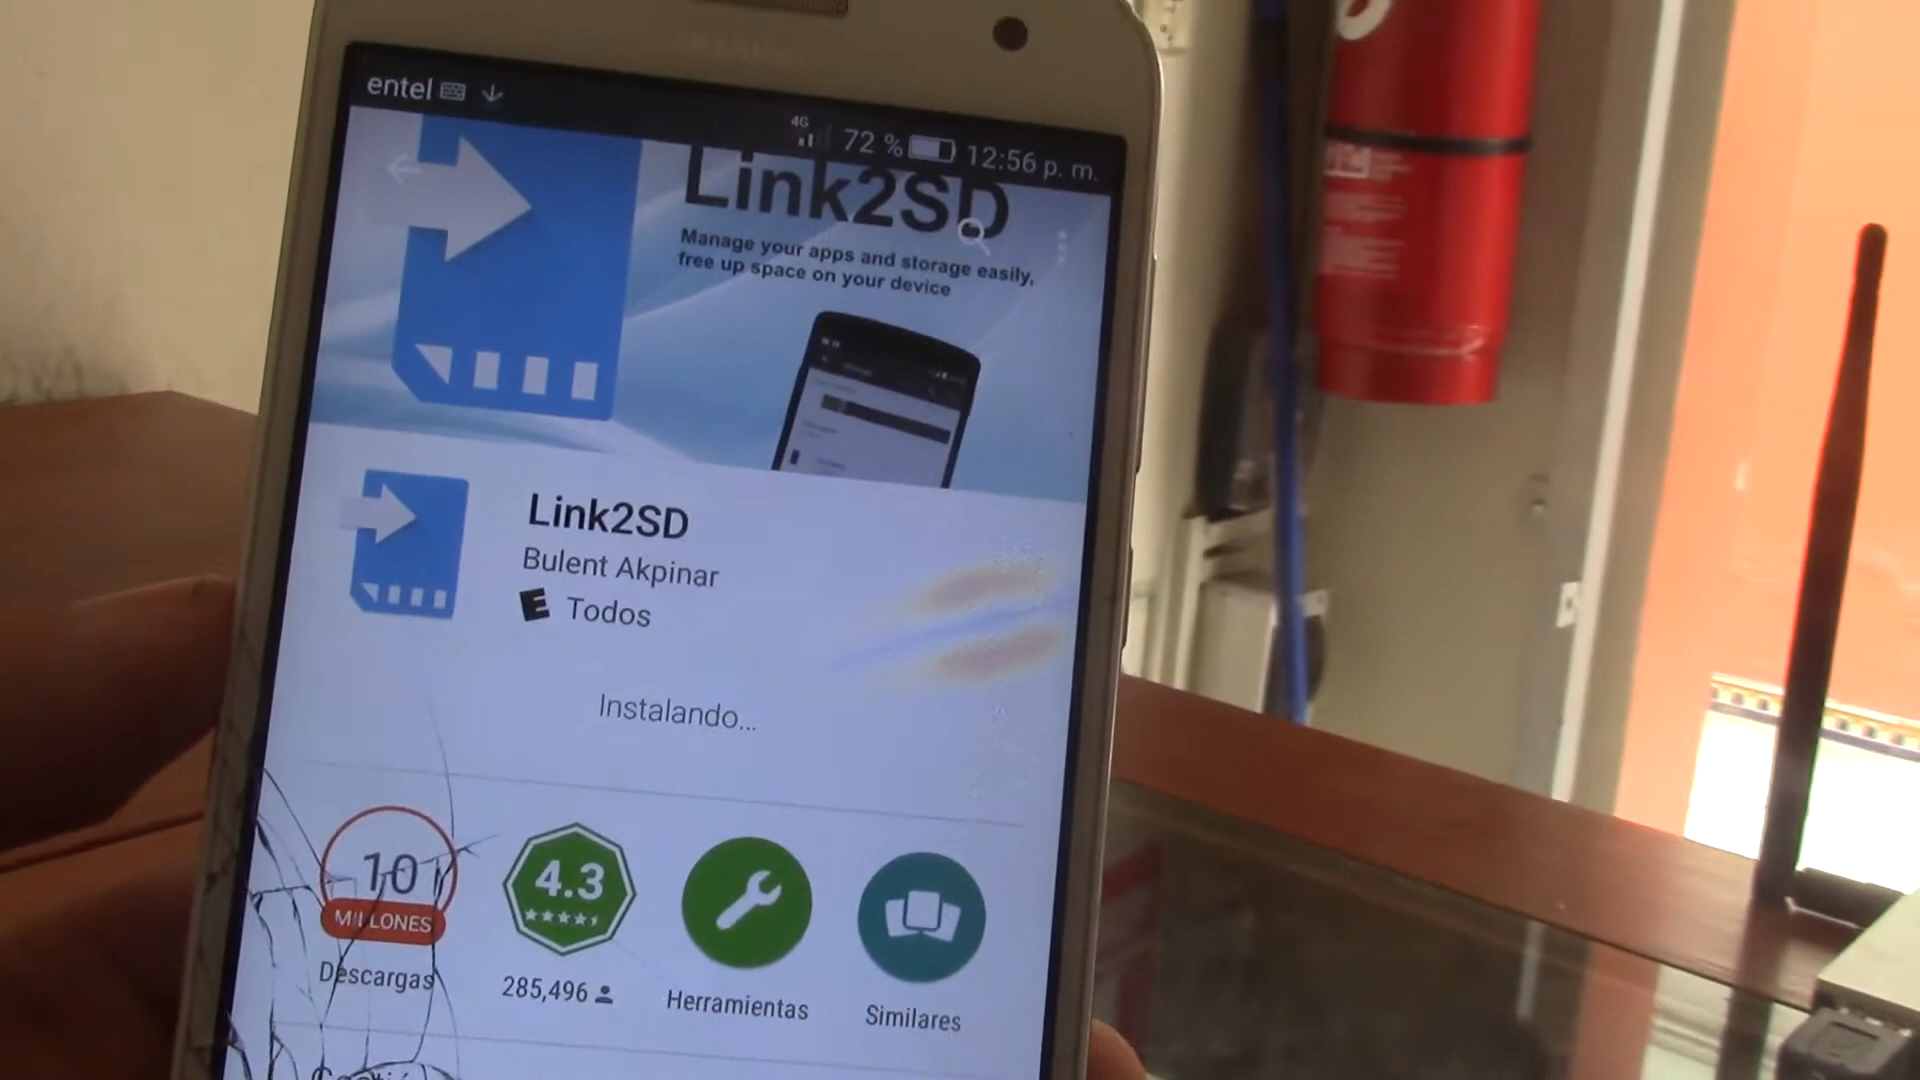 entel
4G 72 % 12:56 p. m.
Link2SD
Manage your apps and storage easily,
free up space on your device
Link2SD
Bulent Akpinar
E Todos
Instalando...
10
MILLONES
Descargas
4.3
285,496
Herramientas
Similares